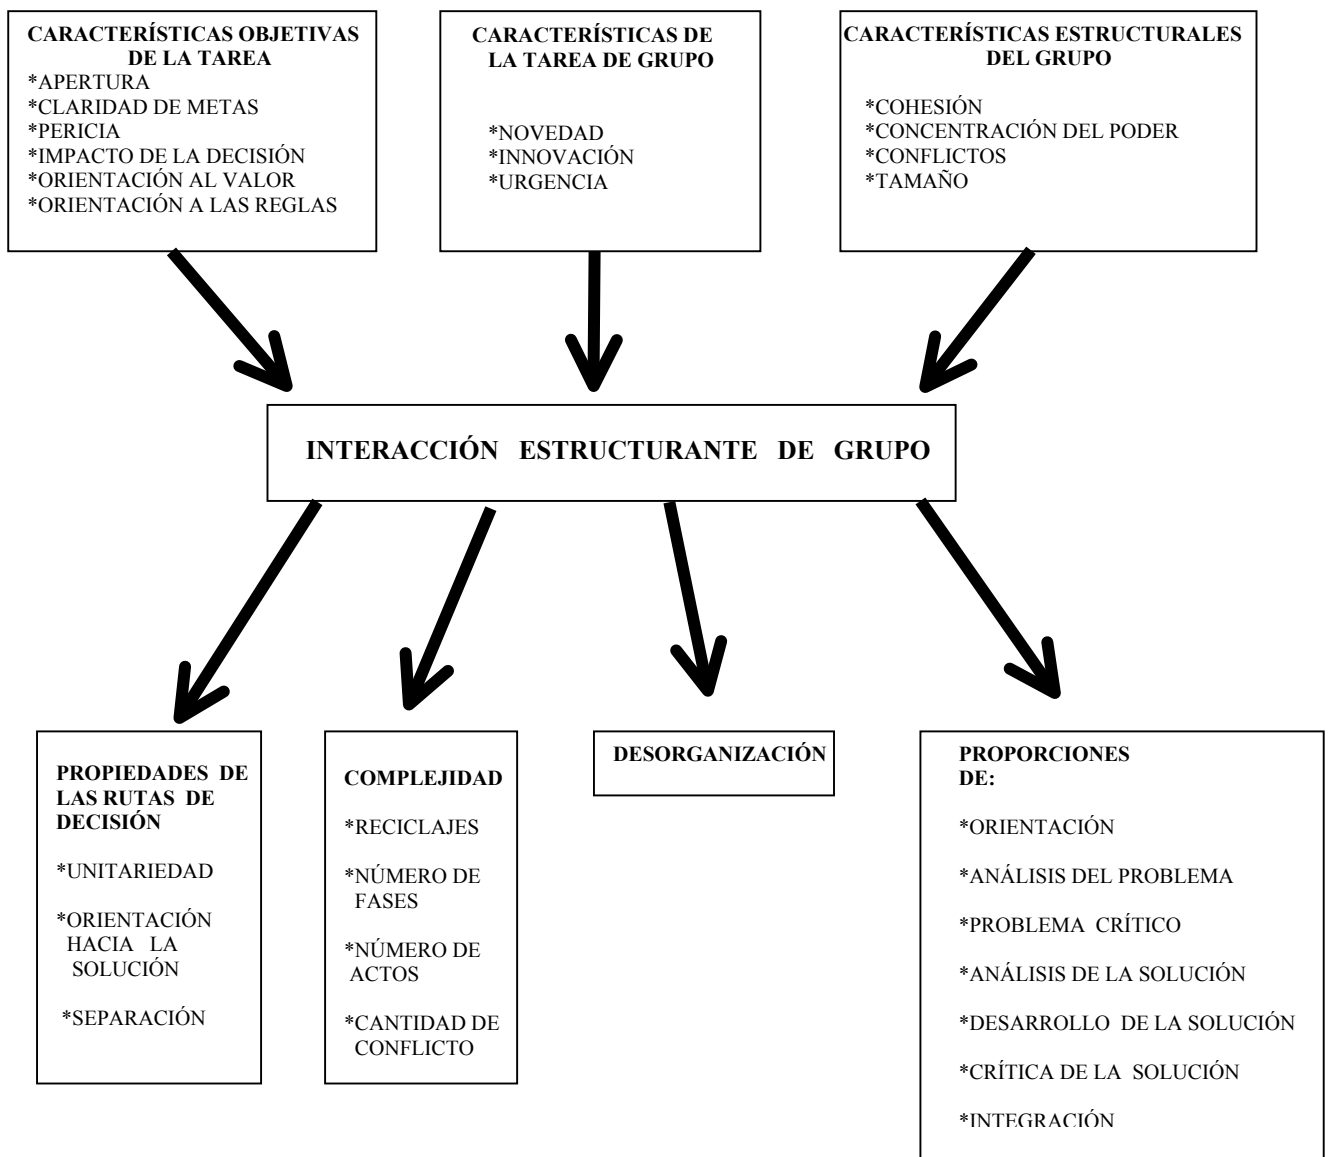 CARACTERÍSTICAS OBJETIVAS
DE LA TAREA
*APERTURA
*CLARIDAD DE METAS
*PERICIA
*IMPACTO DE LA DECISIÓN
*ORIENTACIÓN AL VALOR
*ORIENTACIÓN A LAS REGLAS
CARACTERÍSTICAS DE
LA TAREA DE GRUPO
*NOVEDAD
*INNOVACIÓN
*URGENCIA
CARACTERÍSTICAS ESTRUCTURALES
DEL GRUPO
*COHESIÓN
*CONCENTRACIÓN DEL PODER
*CONFLICTOS
*TAMAÑO
INTERACCIÓN ESTRUCTURANTE DE GRUPO
PROPIEDADES DE
LAS RUTAS DE
DECISIÓN
*UNITARIEDAD
*ORIENTACIÓN
HACIA LA
SOLUCIÓN
*SEPARACIÓN
COMPLEJIDAD
*RECICLAJES
*NÚMERO DE
FASES
*NÚMERO DE
ACTOS
*CANTIDAD DE
CONFLICTO
DESORGANIZACIÓN
PROPORCIONES
DE:
*ORIENTACIÓN
*ANÁLISIS DEL PROBLEMA
*PROBLEMA CRÍTICO
*ANÁLISIS DE LA SOLUCIÓN
*DESARROLLO DE LA SOLUCIÓN
*CRÍTICA DE LA SOLUCIÓN
*INTEGRACIÓN